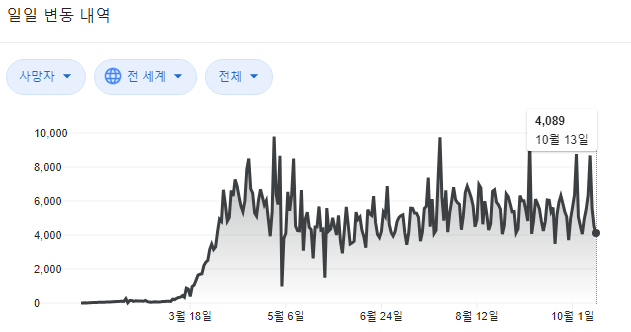 일일 변동 내역
사망자 전 세계 전체
4,089
10월 13일
10,000
8,000
6,000
4,000
2,000
0
3월 18일 5월 6일 6월 24일 8월 12일 10월 1일